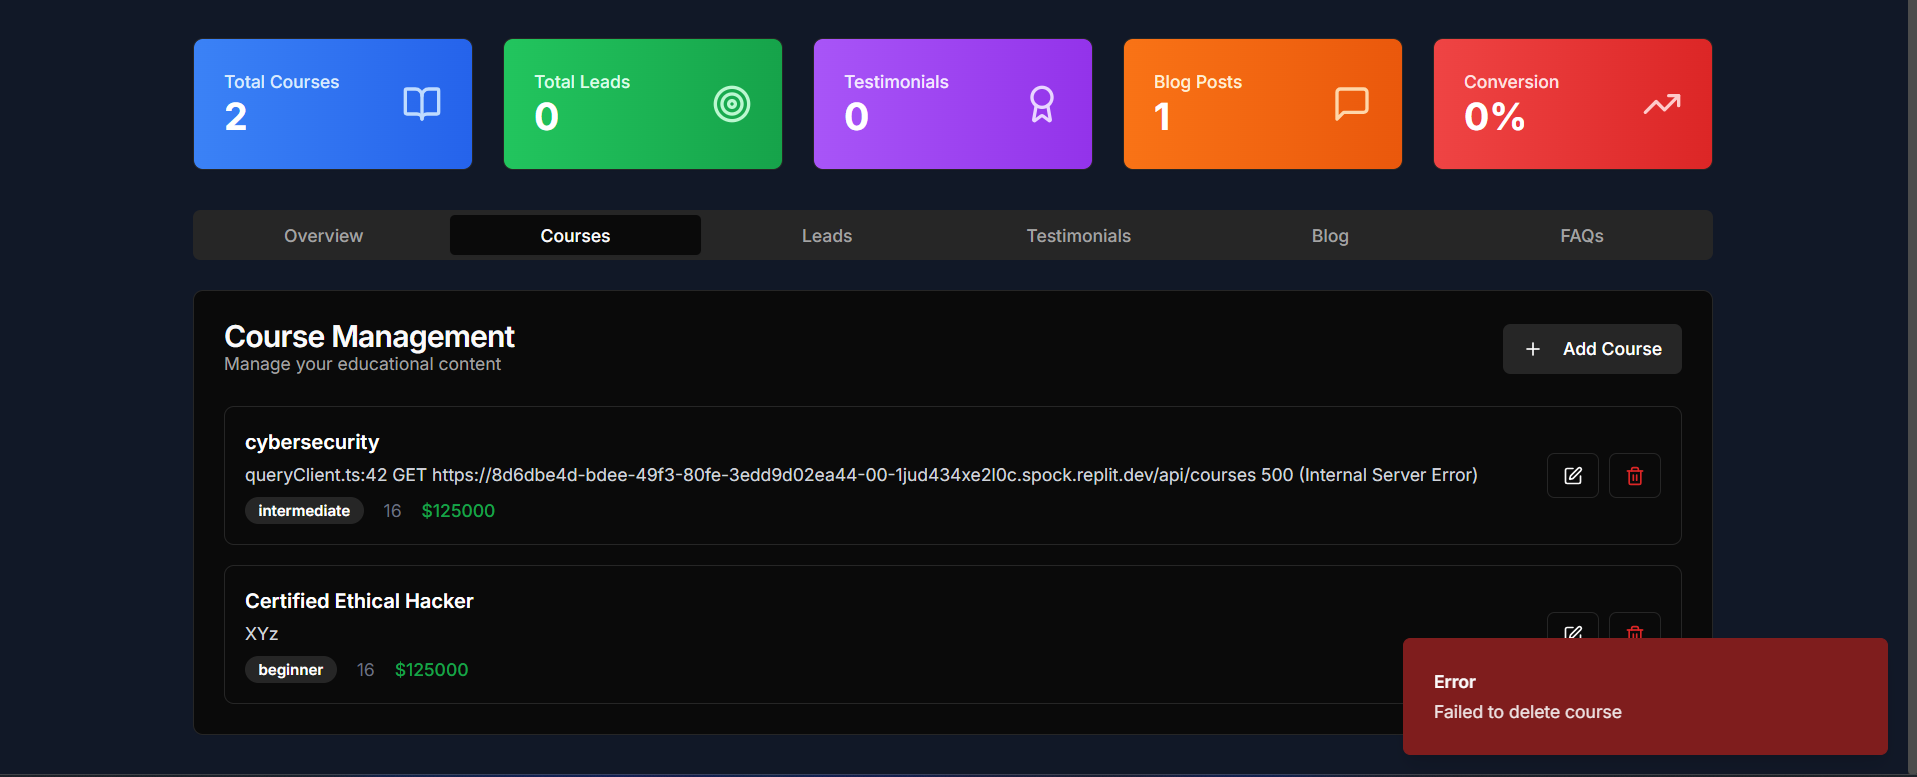 Total Courses
2
Total Leads
0
Testimonials
0
Blog Posts
1
Conversion
0%
Overview
Courses
Leads
Testimonials
Blog
FAQs
Course Management
Manage your educational content
+ Add Course
cybersecurity
queryClient.ts:42 GET https://8d6dbe4d-bdee-49f3-80fe-3edd9d02ea44-00-1jud434xe2l0c.spock.replit.dev/api/courses 500 (Internal Server Error)
intermediate 16 $125000
Certified Ethical Hacker
XYz
beginner 16 $125000
Error
Failed to delete course